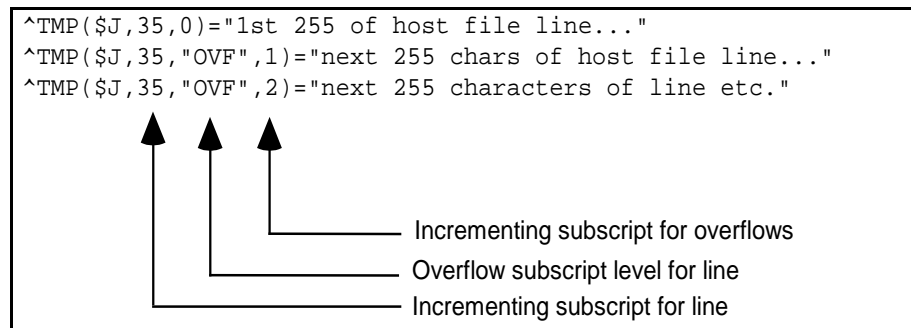 ^TMP($J,35,0)="1st 255 of host file line..."
^TMP($J,35,"OVF",1)="next 255 chars of host file line..."
^TMP($J,35,"OVF",2)="next 255 characters of line etc."
Incrementing subscript for overflows
Overflow subscript level for line
Incrementing subscript for line